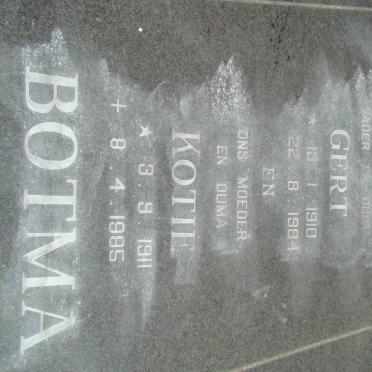 GERT
★ 13 . 1 1910
22 . 8 . 1984
EN
ONS MOEDER
EN OUMA
KOTIE
★ 3 . 9 . 1911
+ 8 . 4 . 1985
BOTMA